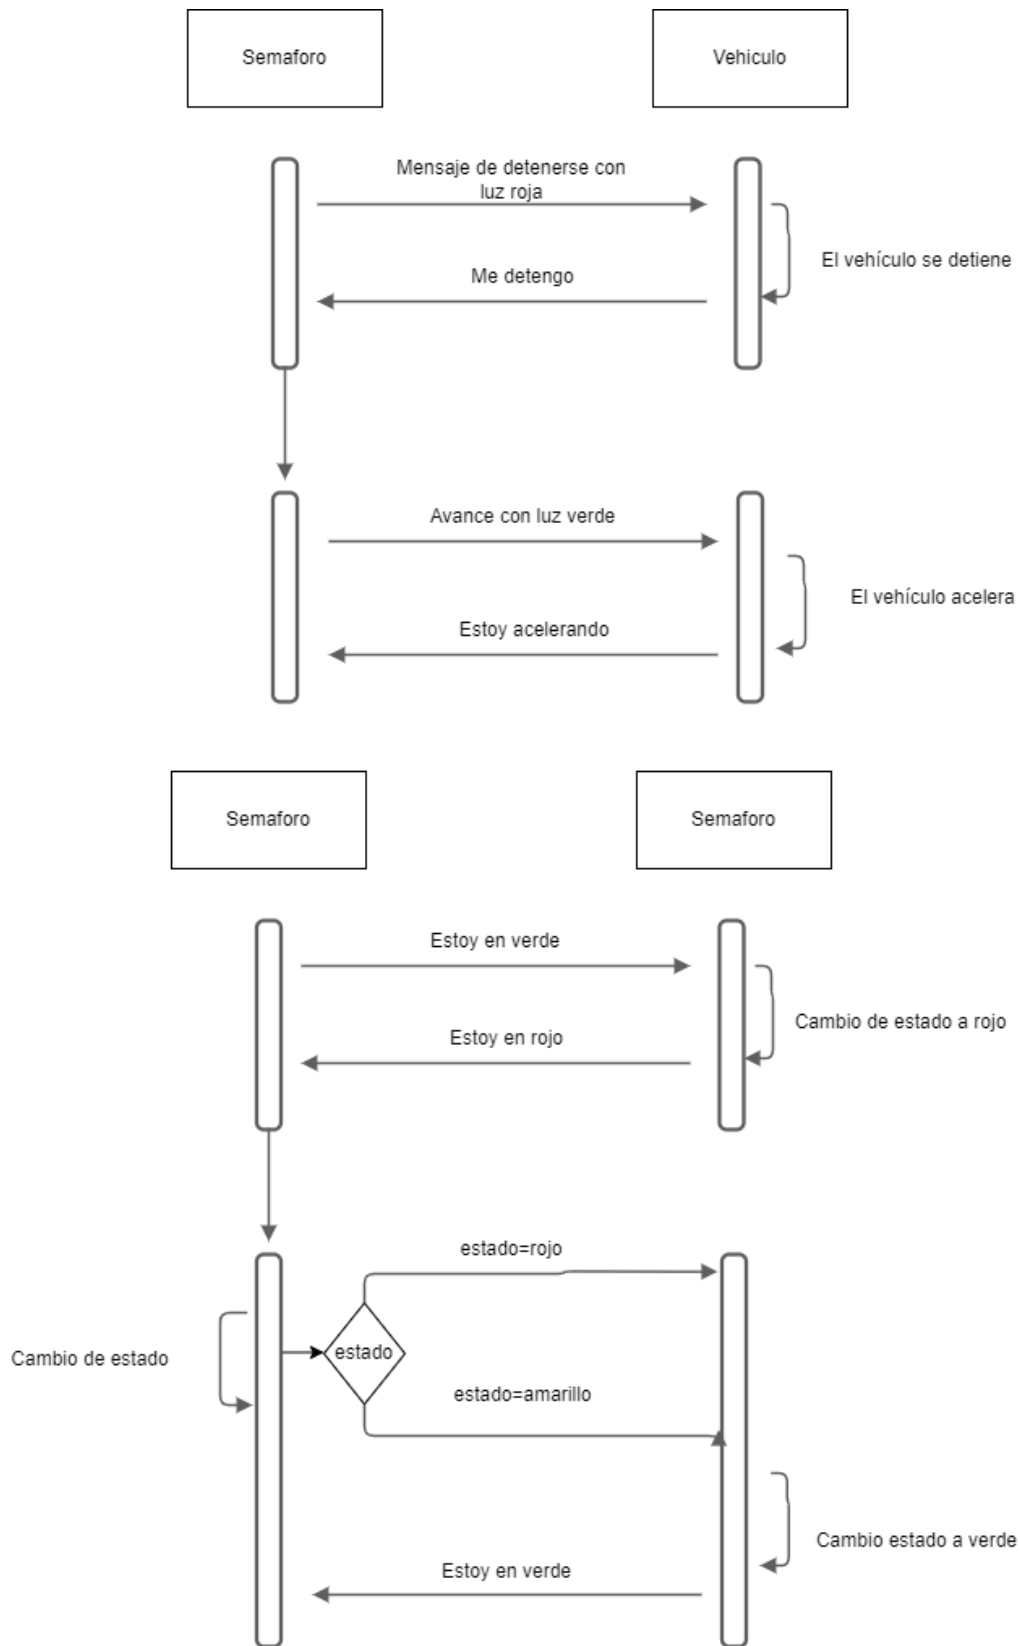 Semaforo
Vehiculo
Mensaje de detenerse con
luz roja
El vehículo se detiene
Me detengo
Avance con luz verde
El vehículo acelera
Estoy acelerando
Semaforo
Semaforo
Estoy en verde
Cambio de estado a rojo
Estoy en rojo
estado=rojo
estado
Cambio de estado
estado=amarillo
Cambio estado a verde
Estoy en verde